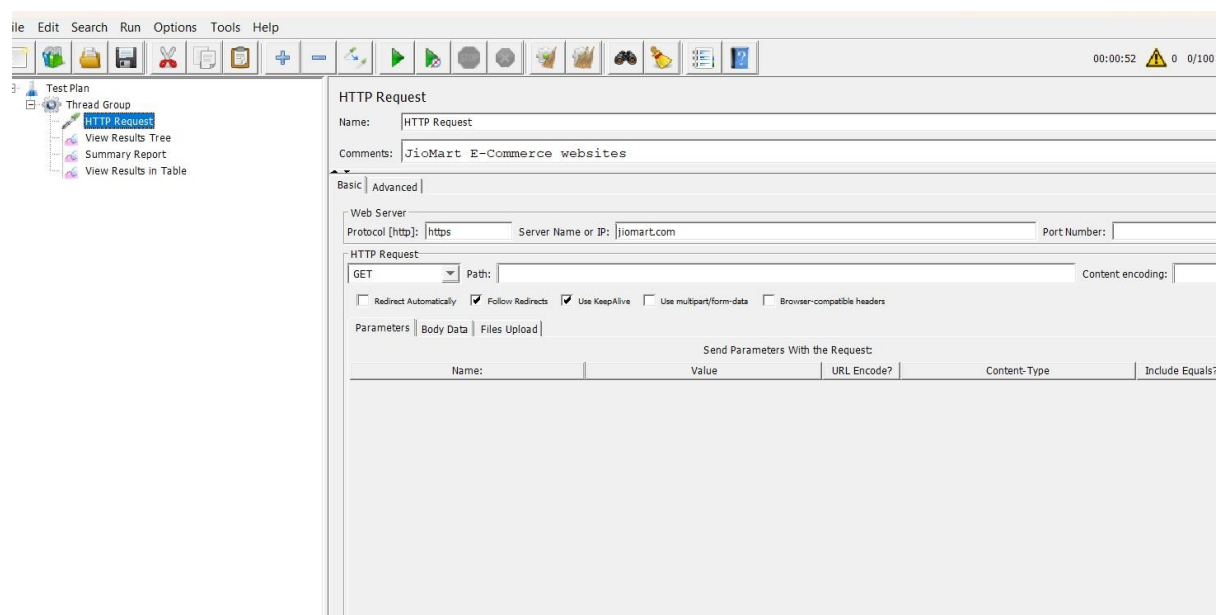 ile Edit Search Run Options Tools Help
00:00:52 0 0/100
Test Plan
Thread Group
HTTP Request
View Results Tree
Summary Report
View Results in Table
HTTP Request
Name: HTTP Request
Comments: JioMart E-Commerce websites
Basic Advanced
Web Server
Protocol [http]: https Server Name or IP: jiomart.com Port Number:
HTTP Request
GET Path: Content encoding:
Redirect Automatically Follow Redirects Use KeepAlive Use multipart/form-data Browser-compatible headers
Parameters Body Data Files Upload
Send Parameters With the Request:
Name: Value URL Encode? Content-Type Include Equals?